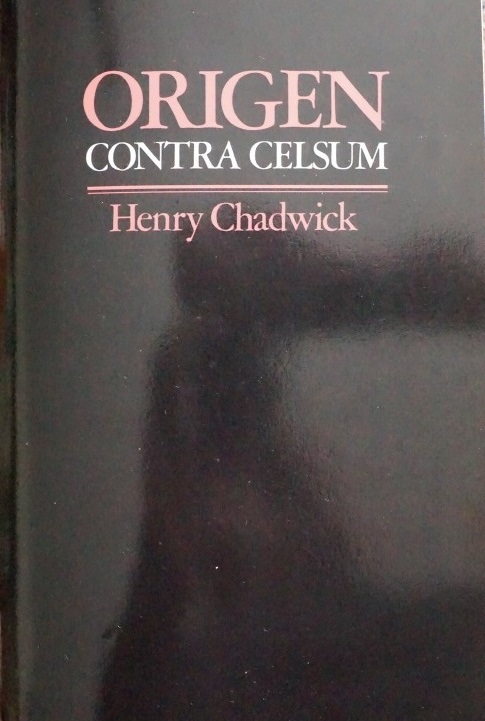 ORIGEN
CONTRA CELSUM
Henry Chadwick